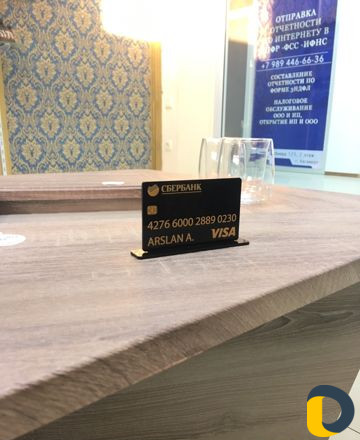 ОТПРАВКА
ОТЧЕТНОСТИ
ИНТЕРНЕТУ В
-ФСС -ИФНС
+7 989 446-66-36
СОСТАВЛЕНИЕ
ОТЧЕТНОСТИ ПО
ФОРМЕ 3НДФЛ
НАЛОГОВОЕ
ОБСЛУЖИВАНИЕ
ООО И ИП,
ОТКРЫТИЕ ИП И ООО
СБЕРБАНК
4276 6000 2889 0230
ARSLAN A.
VISA